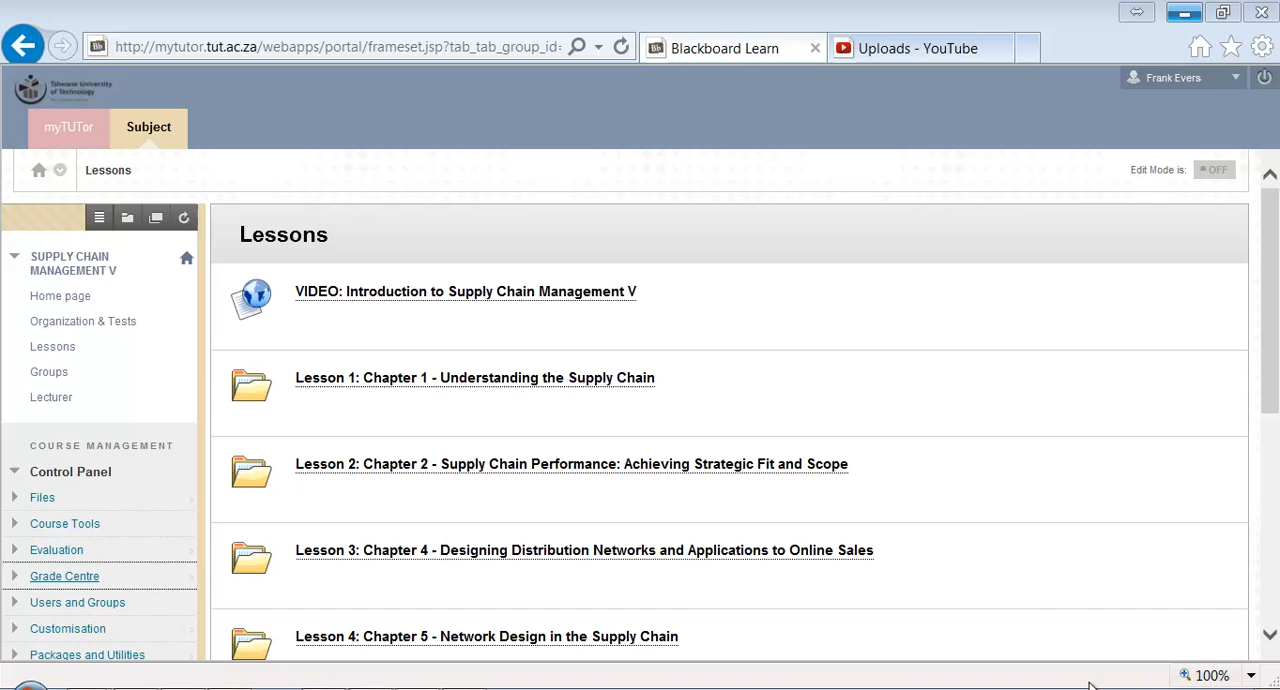 http://mytutor.tut.ac.za/webapps/portal/frameset.jsp?tab_tab_group_id=
Blackboard Learn
Uploads - YouTube
Tshwane University
of Technology
Frank Evers
myTUTor
Subject
Lessons
Edit Mode is:
OFF
SUPPLY CHAIN
MANAGEMENT V
Home page
Organization & Tests
Lessons
Groups
Lecturer
COURSE MANAGEMENT
Control Panel
Files
Course Tools
Evaluation
Grade Centre
Users and Groups
Customisation
Packages and Utilities
Lessons
VIDEO: Introduction to Supply Chain Management V
Lesson 1: Chapter 1 - Understanding the Supply Chain
Lesson 2: Chapter 2 - Supply Chain Performance: Achieving Strategic Fit and Scope
Lesson 3: Chapter 4 - Designing Distribution Networks and Applications to Online Sales
Lesson 4: Chapter 5 - Network Design in the Supply Chain
100%